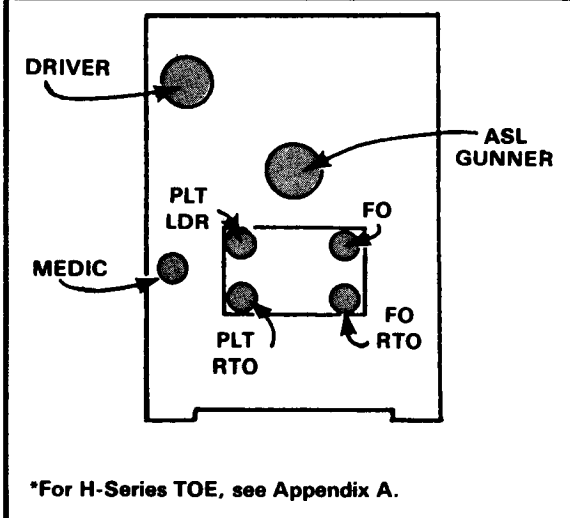 DRIVER
ASL
GUNNER
PLT
LDR
FO
MEDIC
PLT
RTO
FO
RTO
*For H-Series TOE, see Appendix A.